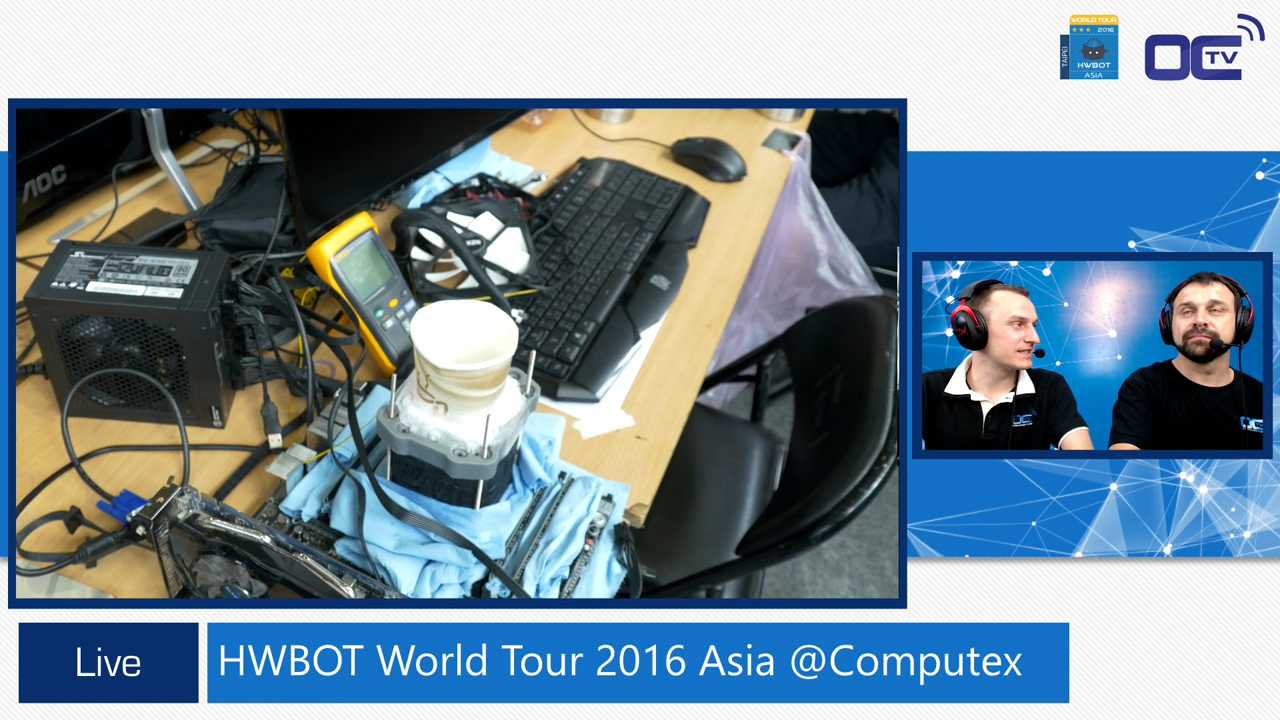 WORLD TOUR
2016
TAIPEI
HWBOT
ASIA
OC
TV
AOC
Live
HWBOT World Tour 2016 Asia @Computex